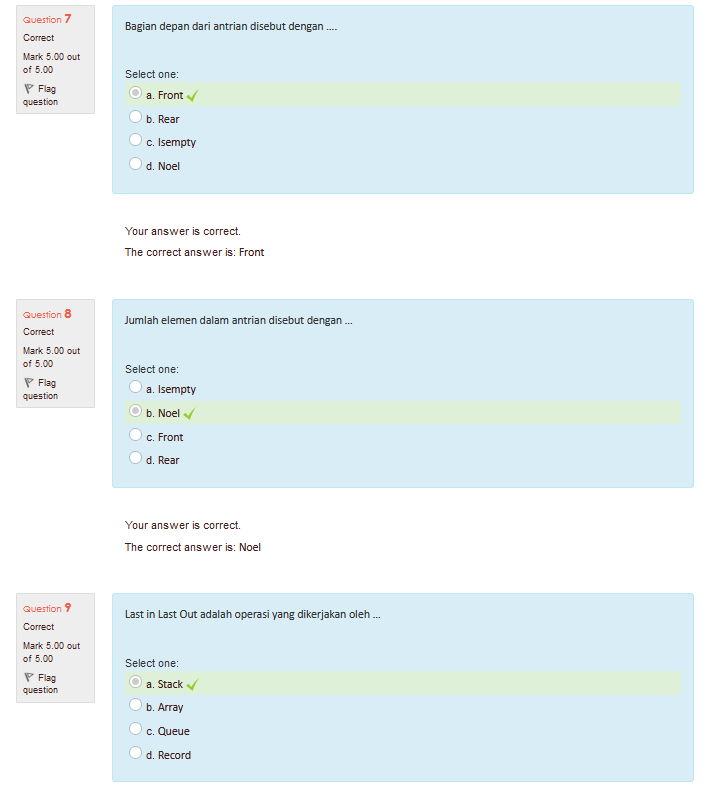 Question 7
Correct
Mark 5.00 out
of 5.00
Flag
question
Bagian depan dari antrian disebut dengan ....
Select one:
a. Front
b. Rear
c. Isempty
d. Noel
Your answer is correct.
The correct answer is: Front
Question 8
Correct
Mark 5.00 out
of 5.00
Flag
question
Jumlah elemen dalam antrian disebut dengan ...
Select one:
a. Isempty
b. Noel
c. Front
d. Rear
Your answer is correct.
The correct answer is: Noel
Question 9
Correct
Mark 5.00 out
of 5.00
Flag
question
Last in Last Out adalah operasi yang dikerjakan oleh ...
Select one:
a. Stack
b. Array
c. Queue
d. Record